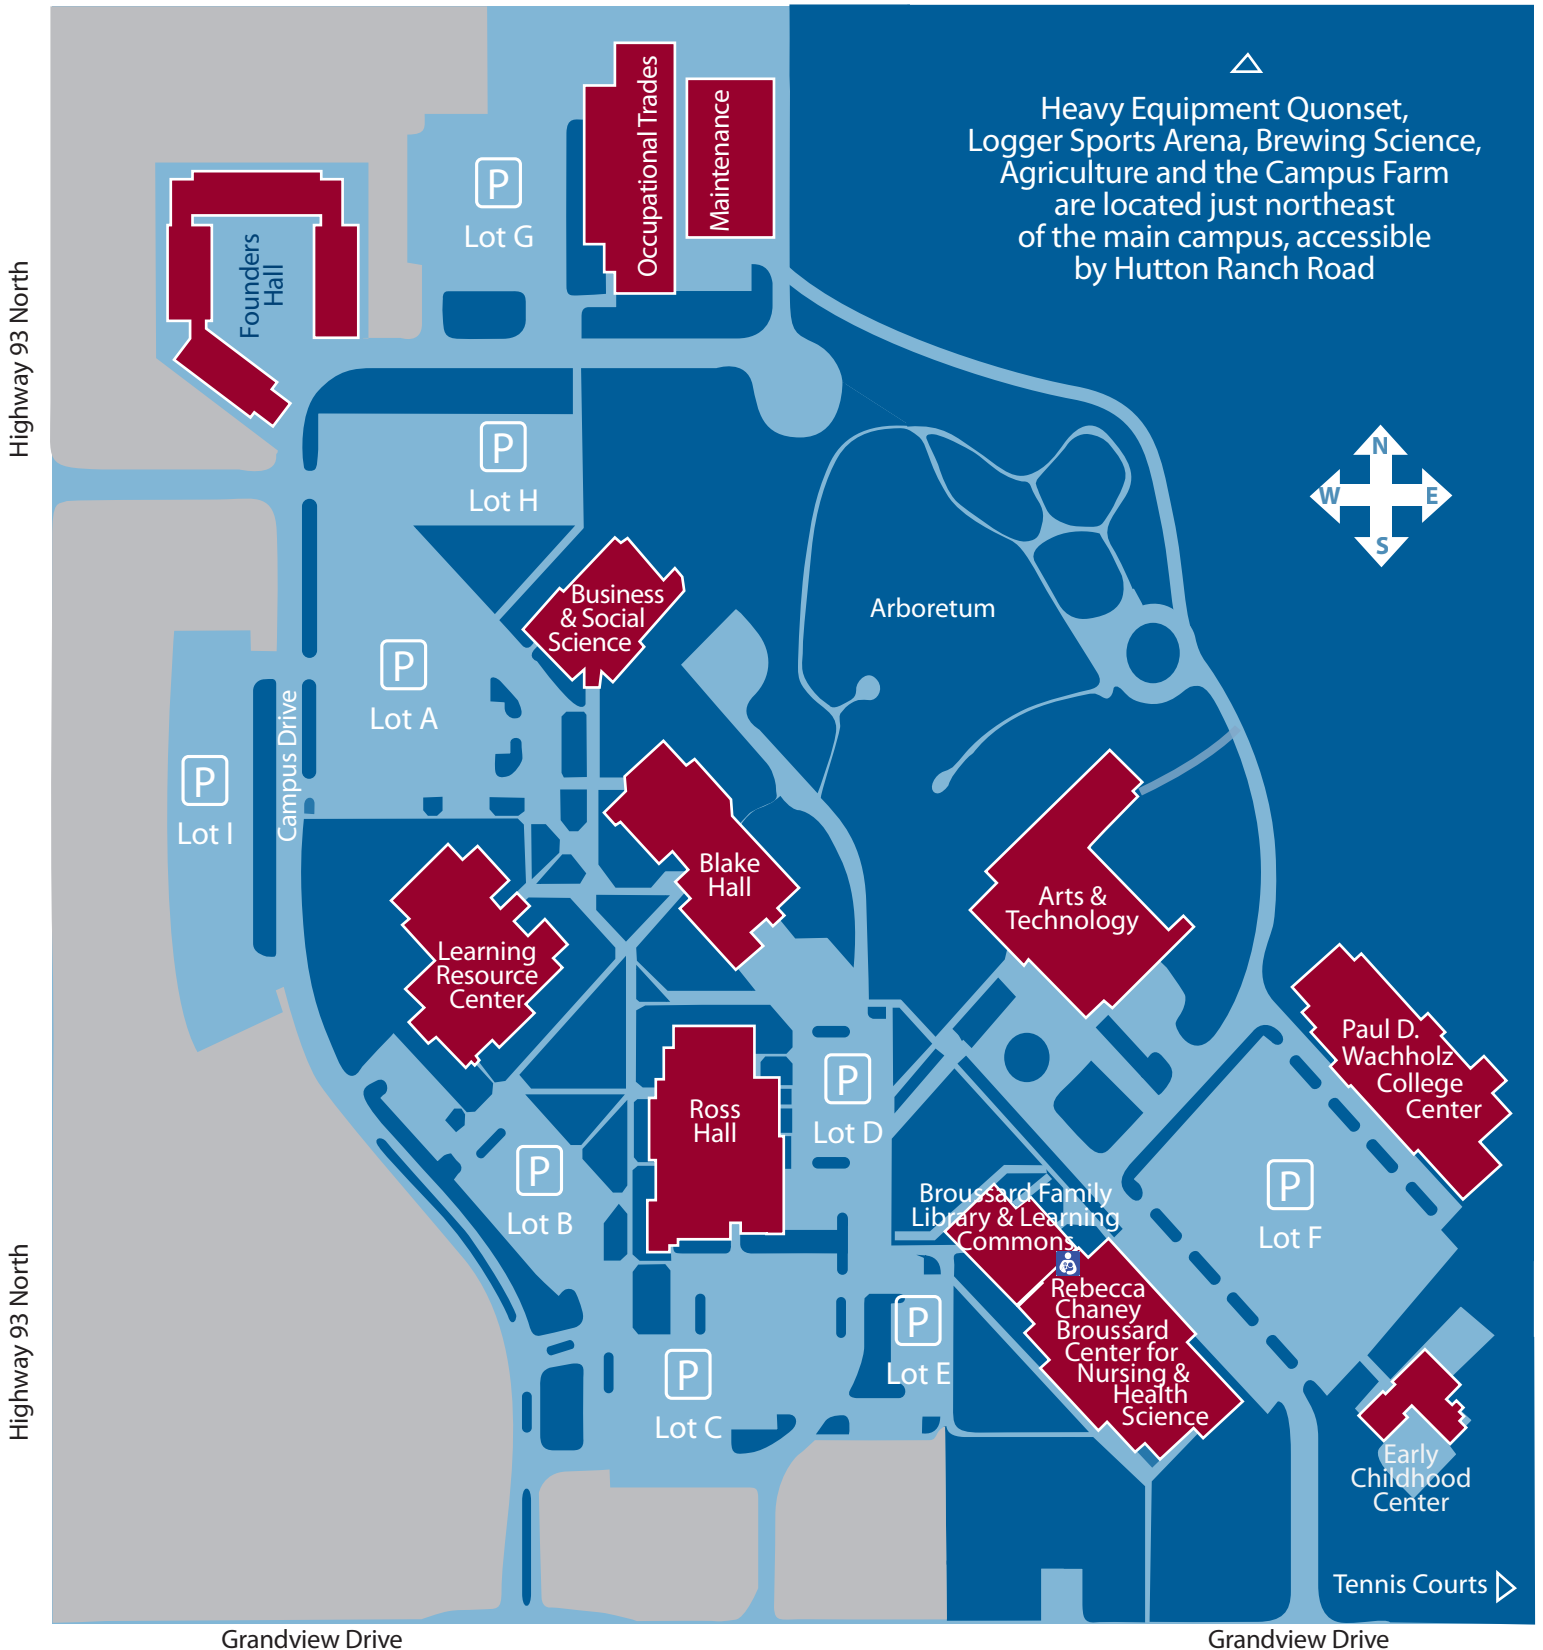 Heavy Equipment Quonset,
Logger Sports Arena, Brewing Science,
Agriculture and the Campus Farm
are located just northeast
of the main campus, accessible
by Hutton Ranch Road
Occupational Trades
Maintenance
P
Lot G
Founders
Hall
Highway 93 North
P
Lot H
N
W
E
S
Business
& Social
Science
Arboretum
P
Lot A
Campus Drive
P
Lot I
Blake
Hall
Arts &
Technology
Learning
Resource
Center
Paul D.
Wachholz
College
Center
Ross
Hall
P
Lot D
P
Lot B
Broussard Family
Library & Learning
Commons
P
Lot F
Rebecca
Chaney
Broussard
Center for
Nursing &
Health
Science
P
Lot E
P
Lot C
Highway 93 North
Early
Childhood
Center
Tennis Courts
Grandview Drive
Grandview Drive